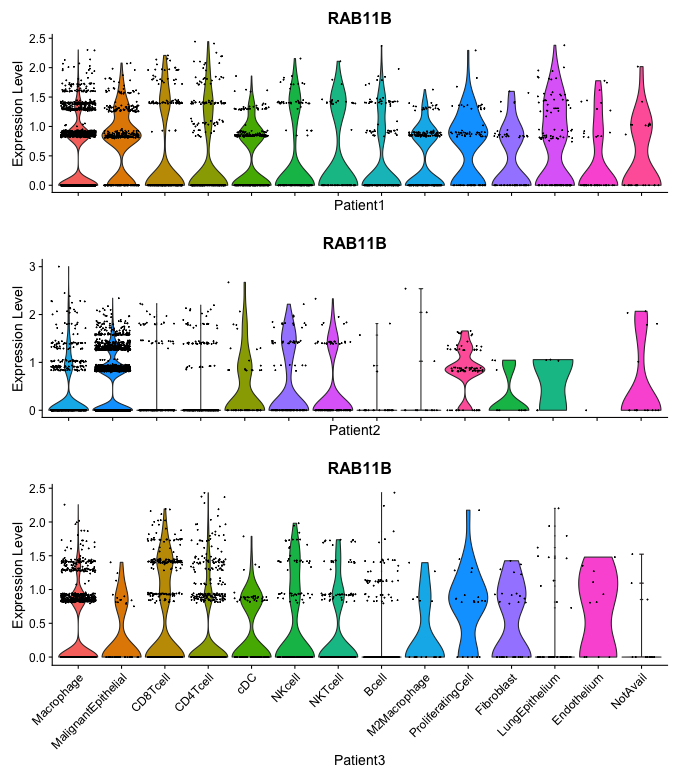 RAB11B
Expression Level
2.5
2.0
1.5
1.0
0.5
0.0
Patient1
RAB11B
Expression Level
3
2
1
0
Patient2
RAB11B
Expression Level
2.5
2.0
1.5
1.0
0.5
0.0
Macrophage
MalignantEpithelial
CD8Tcell
CD4Tcell
cDC
NKcell
NKTcell
Bcell
M2Macrophage
ProliferatingCell
Fibroblast
LungEpithelium
Endothelium
NotAvail
Patient3